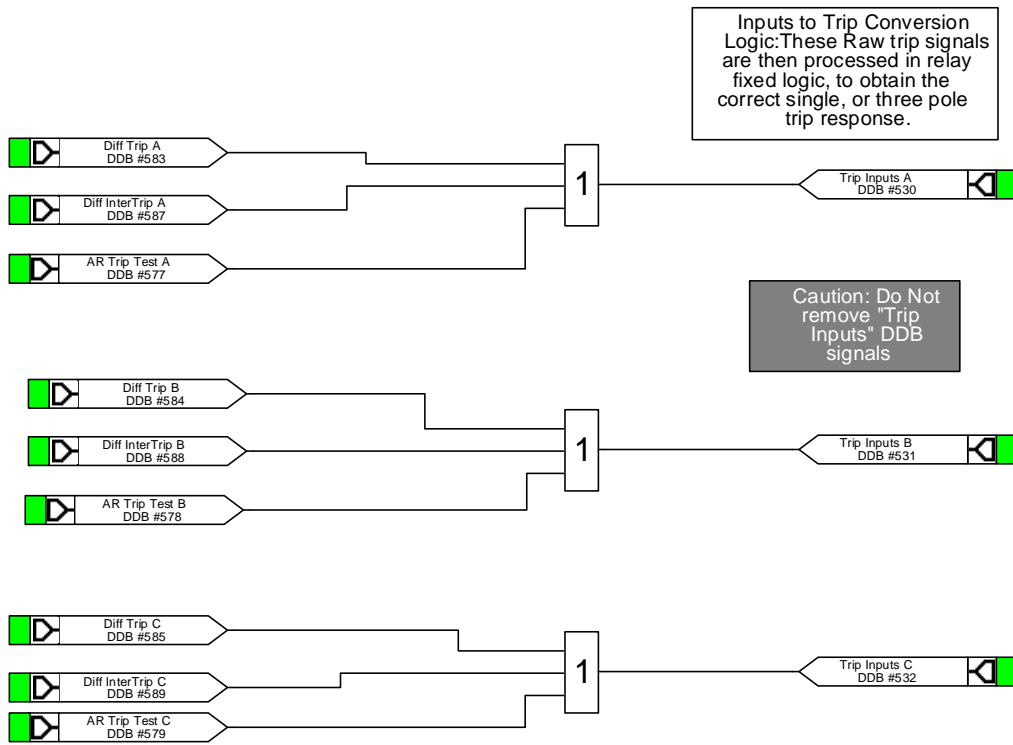 Inputs to Trip Conversion
Logic:These Raw trip signals
are then processed in relay
fixed logic, to obtain the
correct single, or three pole
trip response.
Diff Trip A
DDB #583
Diff InterTrip A
DDB #587
AR Trip Test A
DDB #577
1
Trip Inputs A
DDB #530
Caution: Do Not
remove "Trip
Inputs" DDB
signals
Diff Trip B
DDB #584
Diff InterTrip B
DDB #588
AR Trip Test B
DDB #578
1
Trip Inputs B
DDB #531
Diff Trip C
DDB #585
Diff InterTrip C
DDB #589
AR Trip Test C
DDB #579
1
Trip Inputs C
DDB #532